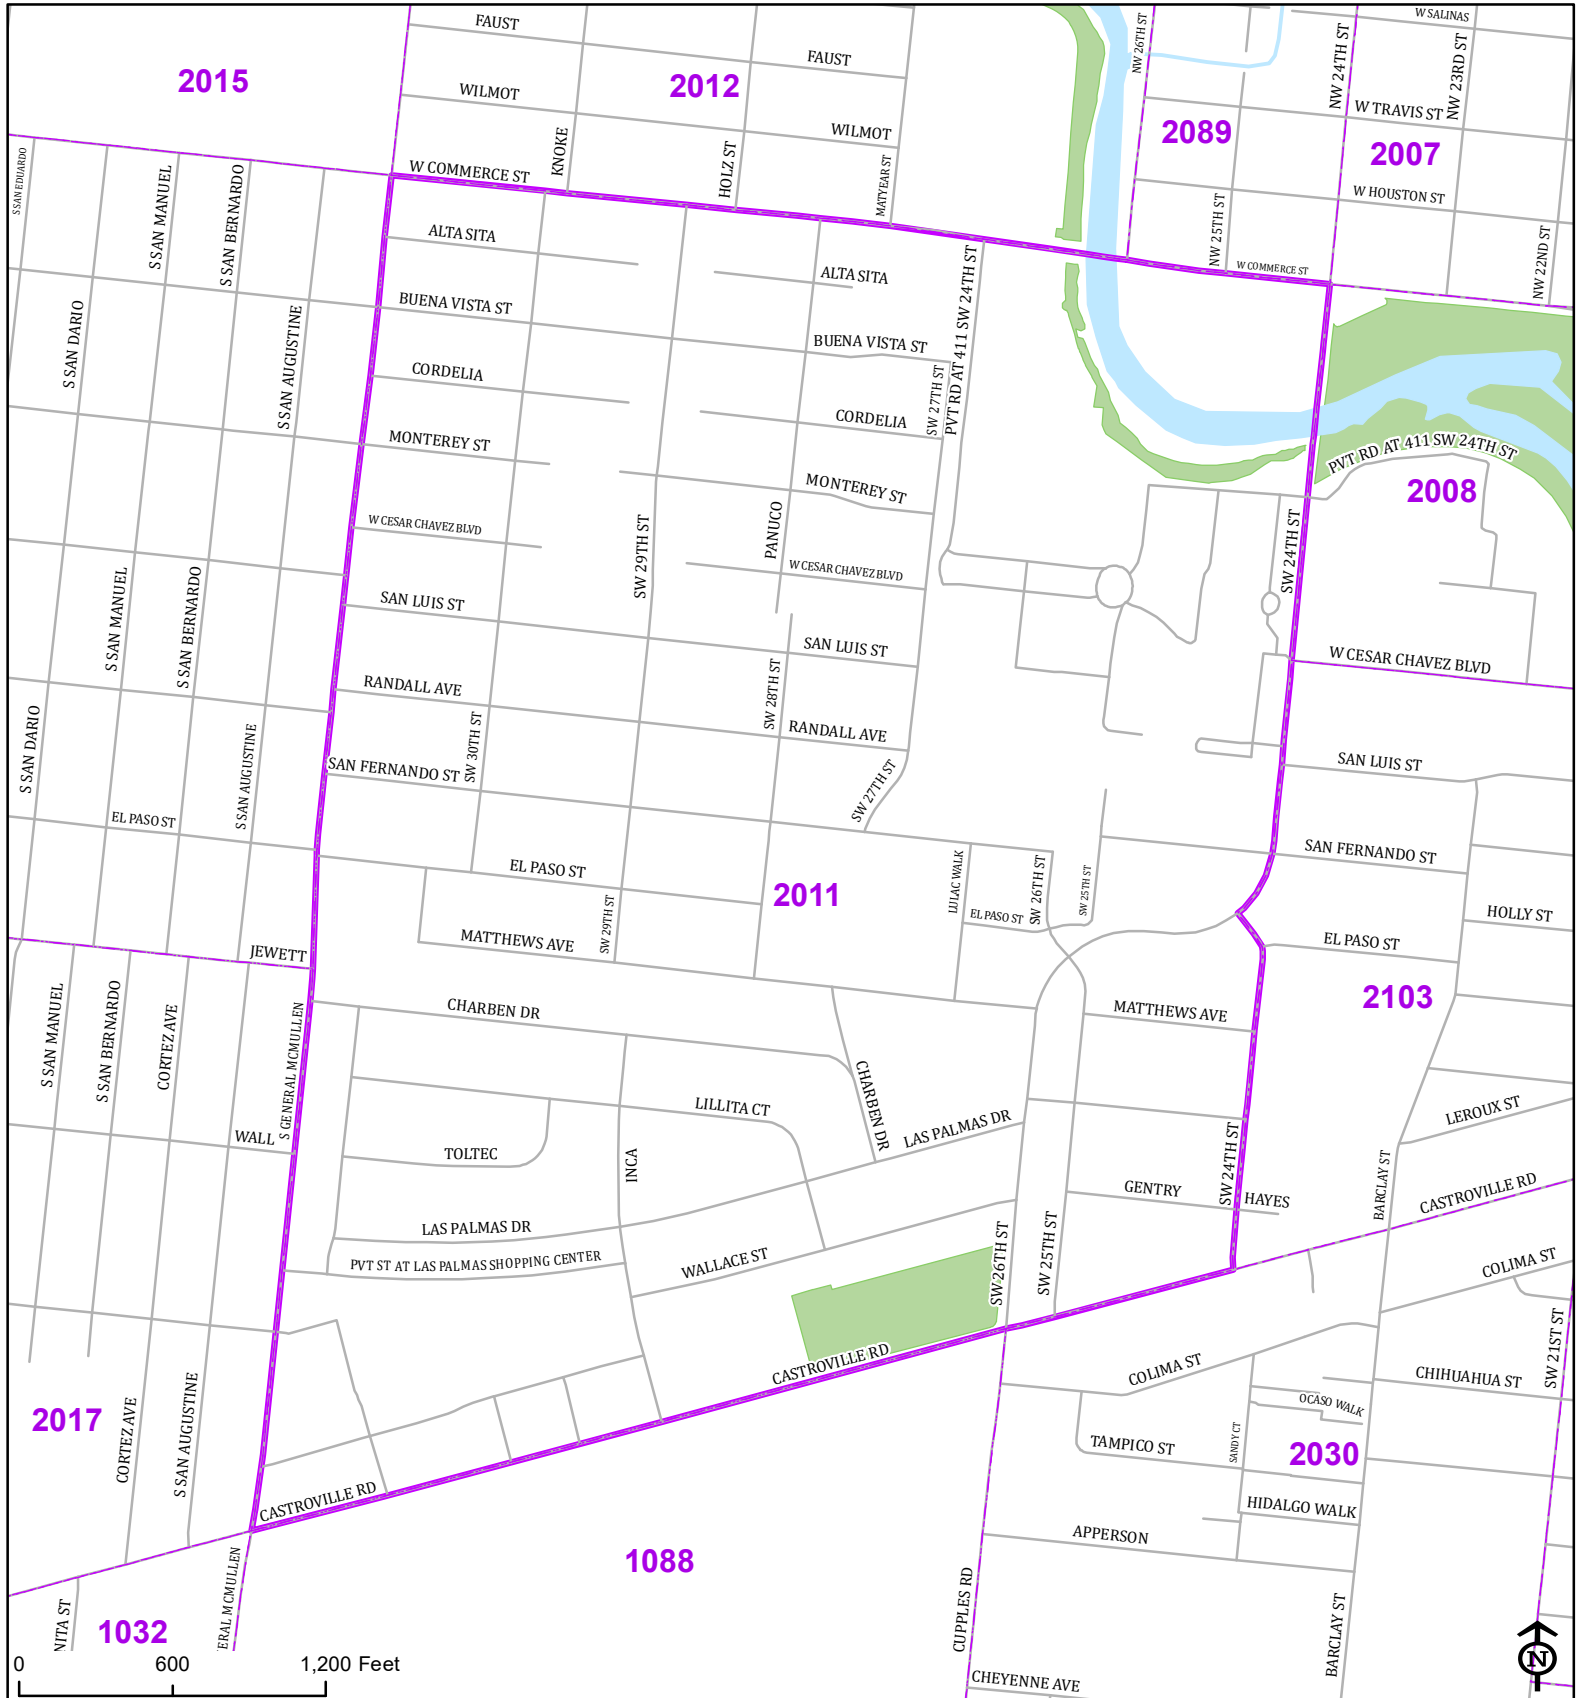 FAUST
W SALINAS
2015
2012
FAUST
NW 26TH ST
NW 24TH ST
NW 23RD ST
WILMOT
W TRAVIS ST
WILMOT
2089
2007
S SAN EDUARDO
S SAN MANUEL
S SAN BERNARDO
W COMMERCE ST
KNOKE
HOLZ ST
MATYEAR ST
W HOUSTON ST
NW 25TH ST
NW 22ND ST
ALTA SITA
ALTA SITA
W COMMERCE ST
PVT RD AT 411 SW 24TH ST
S SAN DARIO
S SAN AUGUSTINE
BUENA VISTA ST
BUENA VISTA ST
CORDELIA
CORDELIA
SW 27TH ST
MONTEREY ST
MONTEREY ST
PVT RD AT 411 SW 24TH ST
2008
W CESAR CHAVEZ BLVD
SW 29TH ST
PANUCO
W CESAR CHAVEZ BLVD
SW 24TH ST
S SAN MANUEL
S SAN BERNARDO
SAN LUIS ST
SAN LUIS ST
W CESAR CHAVEZ BLVD
RANDALL AVE
SW 28TH ST
RANDALL AVE
S SAN DARIO
S SAN AUGUSTINE
SW 30TH ST
SAN FERNANDO ST
SW 27TH ST
SAN LUIS ST
EL PASO ST
SAN FERNANDO ST
EL PASO ST
2011
LULAC WALK
SW 26TH ST
SW 25TH ST
EL PASO ST
HOLLY ST
JEWETT
MATTHEWS AVE
SW 29TH ST
EL PASO ST
2103
S SAN MANUEL
S SAN BERNARDO
CORTEZ AVE
S GENERAL MCMULLEN
CHARBEN DR
MATTHEWS AVE
CHARBEN DR
LILLITA CT
LAS PALMAS DR
LEROUX ST
WALL
TOLTEC
INCA
SW 24TH ST
BARCLAY ST
GENTRY
HAYES
CASTROVILLE RD
LAS PALMAS DR
PVT ST AT LAS PALMAS SHOPPING CENTER
WALLACE ST
SW 26TH ST
SW 25TH ST
COLIMA ST
SW 21ST ST
CASTROVILLE RD
COLIMA ST
CHIHUAHUA ST
OCASO WALK
2017
CORTEZ AVE
S SAN AUGUSTINE
TAMPICO ST
SANDY CT
2030
CASTROVILLE RD
HIDALGO WALK
APPERSON
1088
ERAL MCMULLEN
NITA ST
1032
CUPPLES RD
BARCLAY ST
N
0
600
1,200 Feet
CHEYENNE AVE